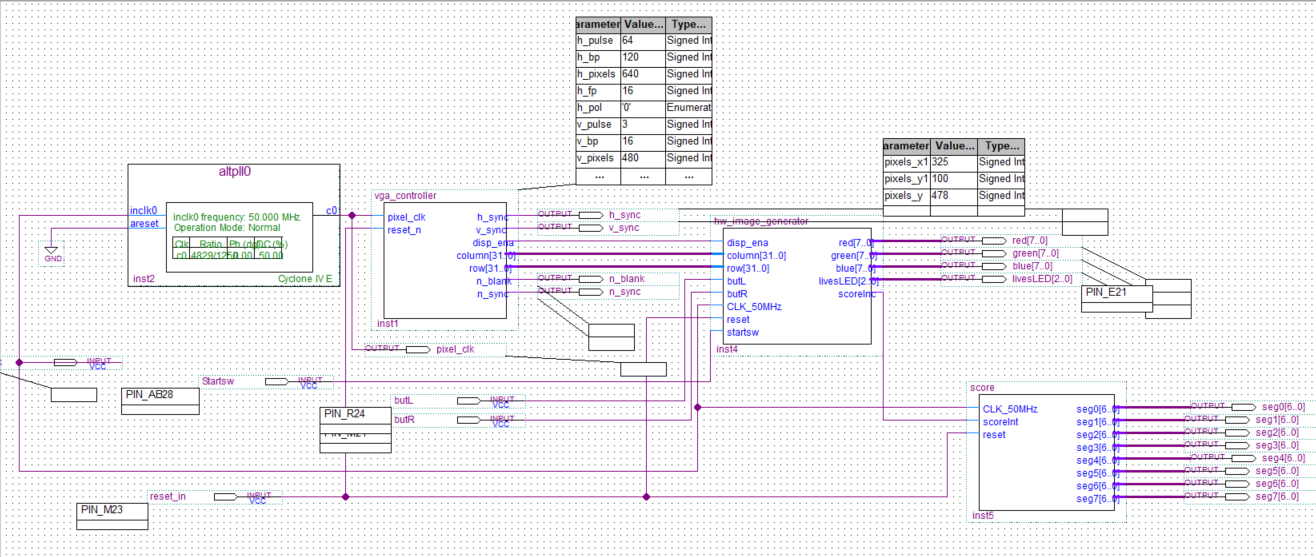 arameter Value... Type...
h_pulse 64 Signed Int
h_bp 120 Signed Int
h_pixels 640 Signed Int
h_fp 16 Signed Int
h_pol '0' Enumerat
v_pulse 3 Signed Int
v_bp 16 Signed Int
v_pixels 480 Signed Int
... ... ...
arameter Value... Type...
pixels_x1 325 Signed Int
pixels_y1 100 Signed Int
pixels_y 478 Signed Int
altpll0
inclk0
areset
c0
inclk0 frequency: 50.000 MHz
Operation Mode: Normal
Clk Ratio
c0 50.00
inst2
Cyclone IV E
GND
vga_controller
pixel_clk
reset_n
h_sync
v_sync
disp_ena
column[31..0]
row[31..0]
n_blank
n_sync
inst1
OUTPUT h_sync
OUTPUT v_sync
OUTPUT n_blank
OUTPUT n_sync
OUTPUT pixel_clk
hw_image_generator
disp_ena
column[31..0]
row[31..0]
butL
butR
CLK_50MHz
reset
startsw
red[7..0]
green[7..0]
blue[7..0]
livesLED[2..0]
scoreInc
inst4
OUTPUT red[7..0]
OUTPUT green[7..0]
OUTPUT blue[7..0]
OUTPUT livesLED[2..0]
PIN_E21
INPUT
VCC
PIN_AB28
Startsw
INPUT
VCC
butL
INPUT
VCC
butR
INPUT
VCC
PIN_R24
reset_in
INPUT
VCC
PIN_M23
score
CLK_50MHz
scoreInt
reset
seg0[6..0]
seg1[6..0]
seg2[6..0]
seg3[6..0]
seg4[6..0]
seg5[6..0]
seg6[6..0]
seg7[6..0]
inst5
OUTPUT seg0[6..0]
OUTPUT seg1[6..0]
OUTPUT seg2[6..0]
OUTPUT seg3[6..0]
OUTPUT seg4[6..0]
OUTPUT seg5[6..0]
OUTPUT seg6[6..0]
OUTPUT seg7[6..0]